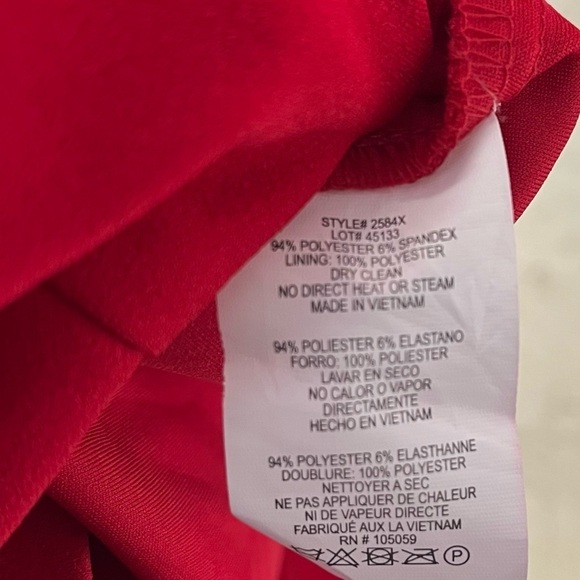 STYLE# 2584X
LOT# 45133
94% POLYESTER 6% SPANDEX
LINING: 100% POLYESTER
DRY CLEAN
NO DIRECT HEAT OR STEAM
MADE IN VIETNAM
94% POLIESTER 6% ELASTANO
FORRO: 100% POLIESTER
LAVAR EN SECO
NO CALOR O VAPOR
DIRECTAMENTE
HECHO EN VIETNAM
94% POLYESTER 6% ELASTHANNE
DOUBLURE: 100% POLYESTER
NETTOYER A SEC
NE PAS APPLIQUER DE CHALEUR
NI DE VAPEUR DIRECTE
FABRIQUÉ AUX LA VIETNAM
RN # 105059
P